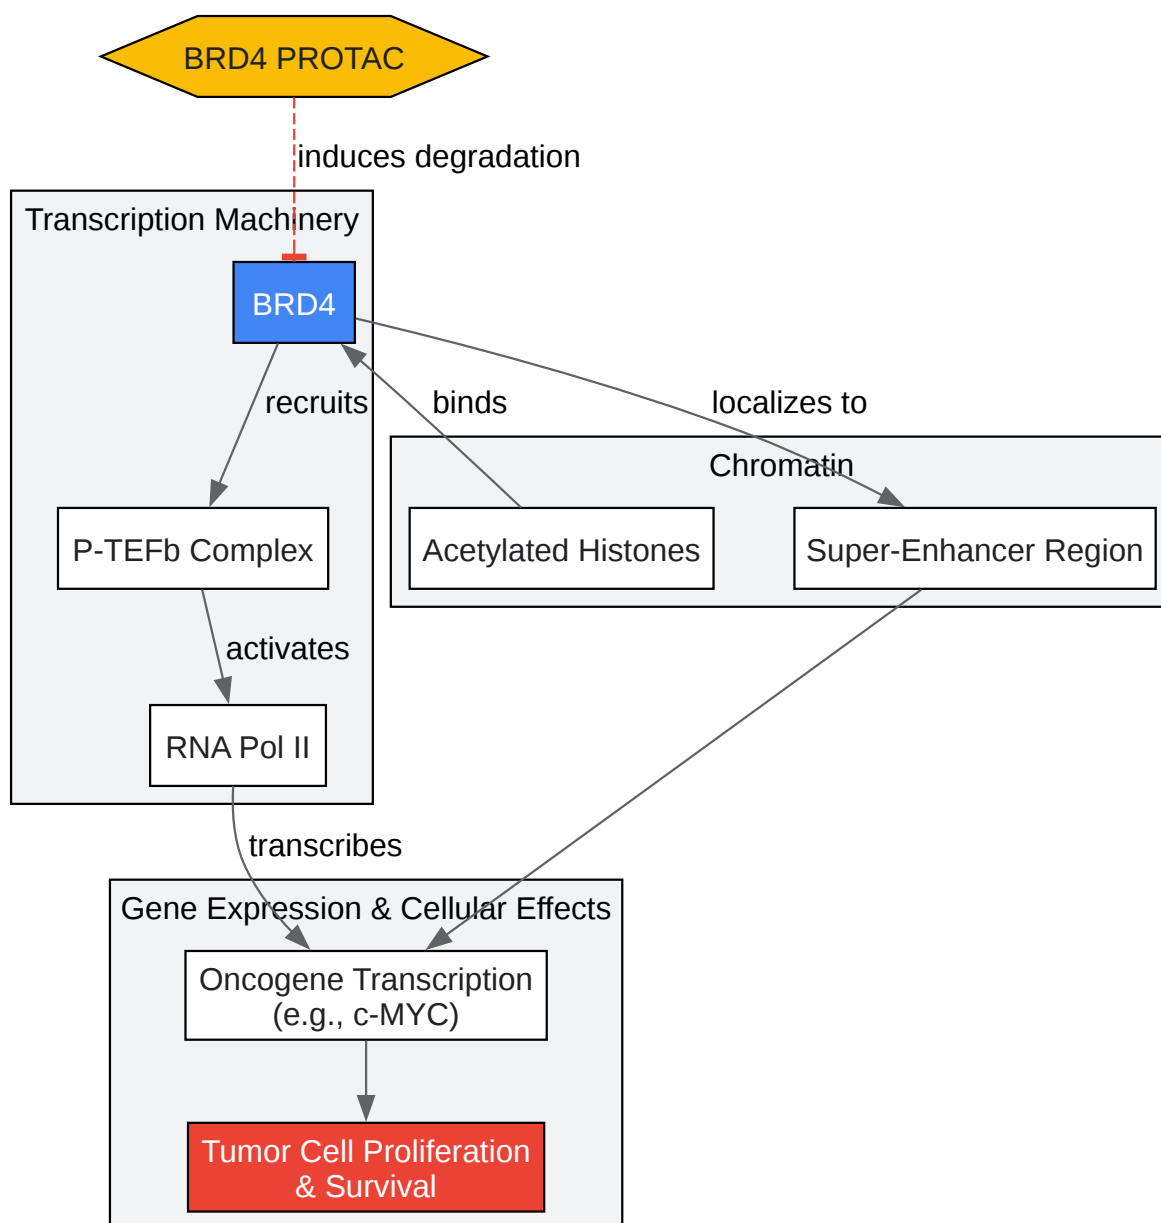 BRD4 PROTAC
induces degradation
Transcription Machinery
BRD4
recruits
binds
localizes to
Chromatin
P-TEFb Complex
Acetylated Histones
Super-Enhancer Region
activates
RNA Pol II
transcribes
Gene Expression & Cellular Effects
Oncogene Transcription
(e.g., c-MYC)
Tumor Cell Proliferation
& Survival